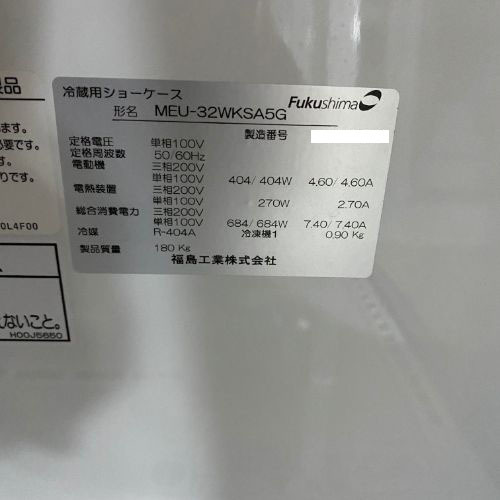 製品
ます。
必要です。
す。
りです。
0L4F00
ないこと。
H00J5650
冷蔵用ショーケース
Fukushima
形名 MEU-32WKSA5G
製造番号
定格電圧 単相100V
定格周波数 50/60Hz
電動機 三相200V
単相100V 404/404W 4.60/4.60A
電熱装置 三相200V
単相100V 270W 2.70A
総合消費電力 三相200V
単相100V 684/684W 7.40/7.40A
冷媒 R-404A 冷凍機1 0.90 Kg
製品質量 180 Kg
福島工業株式会社